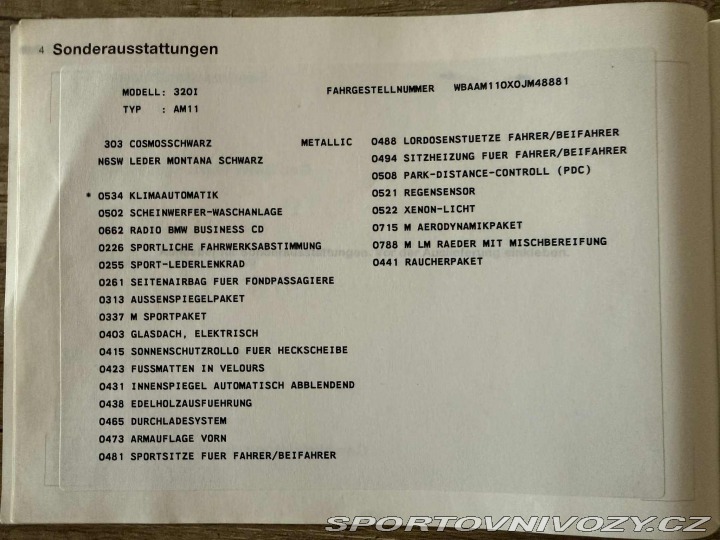 4 Sonderausstattungen
MODELL: 320I
TYP : AM11
FAHRGESTELLNUMMER WBAAM110X0JM48881
303 COSMOSSCHWARZ METALLIC
N6SW LEDER MONTANA SCHWARZ
* 0534 KLIMAAUTOMATIK
0502 SCHEINWERFER-WASCHANLAGE
0662 RADIO BMW BUSINESS CD
0226 SPORTLICHE FAHRWERKSABSTIMMUNG
0255 SPORT-LEDERLENKRAD
0261 SEITENAIRBAG FUER FONDPASSAGIERE
0313 AUSSENSPIEGELPAKET
0337 M SPORTPAKET
0403 GLASDACH, ELEKTRISCH
0415 SONNENSCHUTZROLLO FUER HECKSCHEIBE
0423 FUSSMATTEN IN VELOURS
0431 INNENSPIEGEL AUTOMATISCH ABBLENDEND
0438 EDELHOLZAUSFUEHRUNG
0465 DURCHLADESYSTEM
0473 ARMAUFLAGE VORN
0481 SPORTSITZE FUER FAHRER/BEIFAHRER
0488 LORDOSENSTUETZE FAHRER/BEIFAHRER
0494 SITZHEIZUNG FUER FAHRER/BEIFAHRER
0508 PARK-DISTANCE-CONTROLL (PDC)
0521 REGENSENSOR
0522 XENON-LICHT
0715 M AERODYNAMIKPAKET
0788 M LM RAEDER MIT MISCHBEREIFUNG
0441 RAUCHERPAKET
SPORTOVNIVOZY.CZ